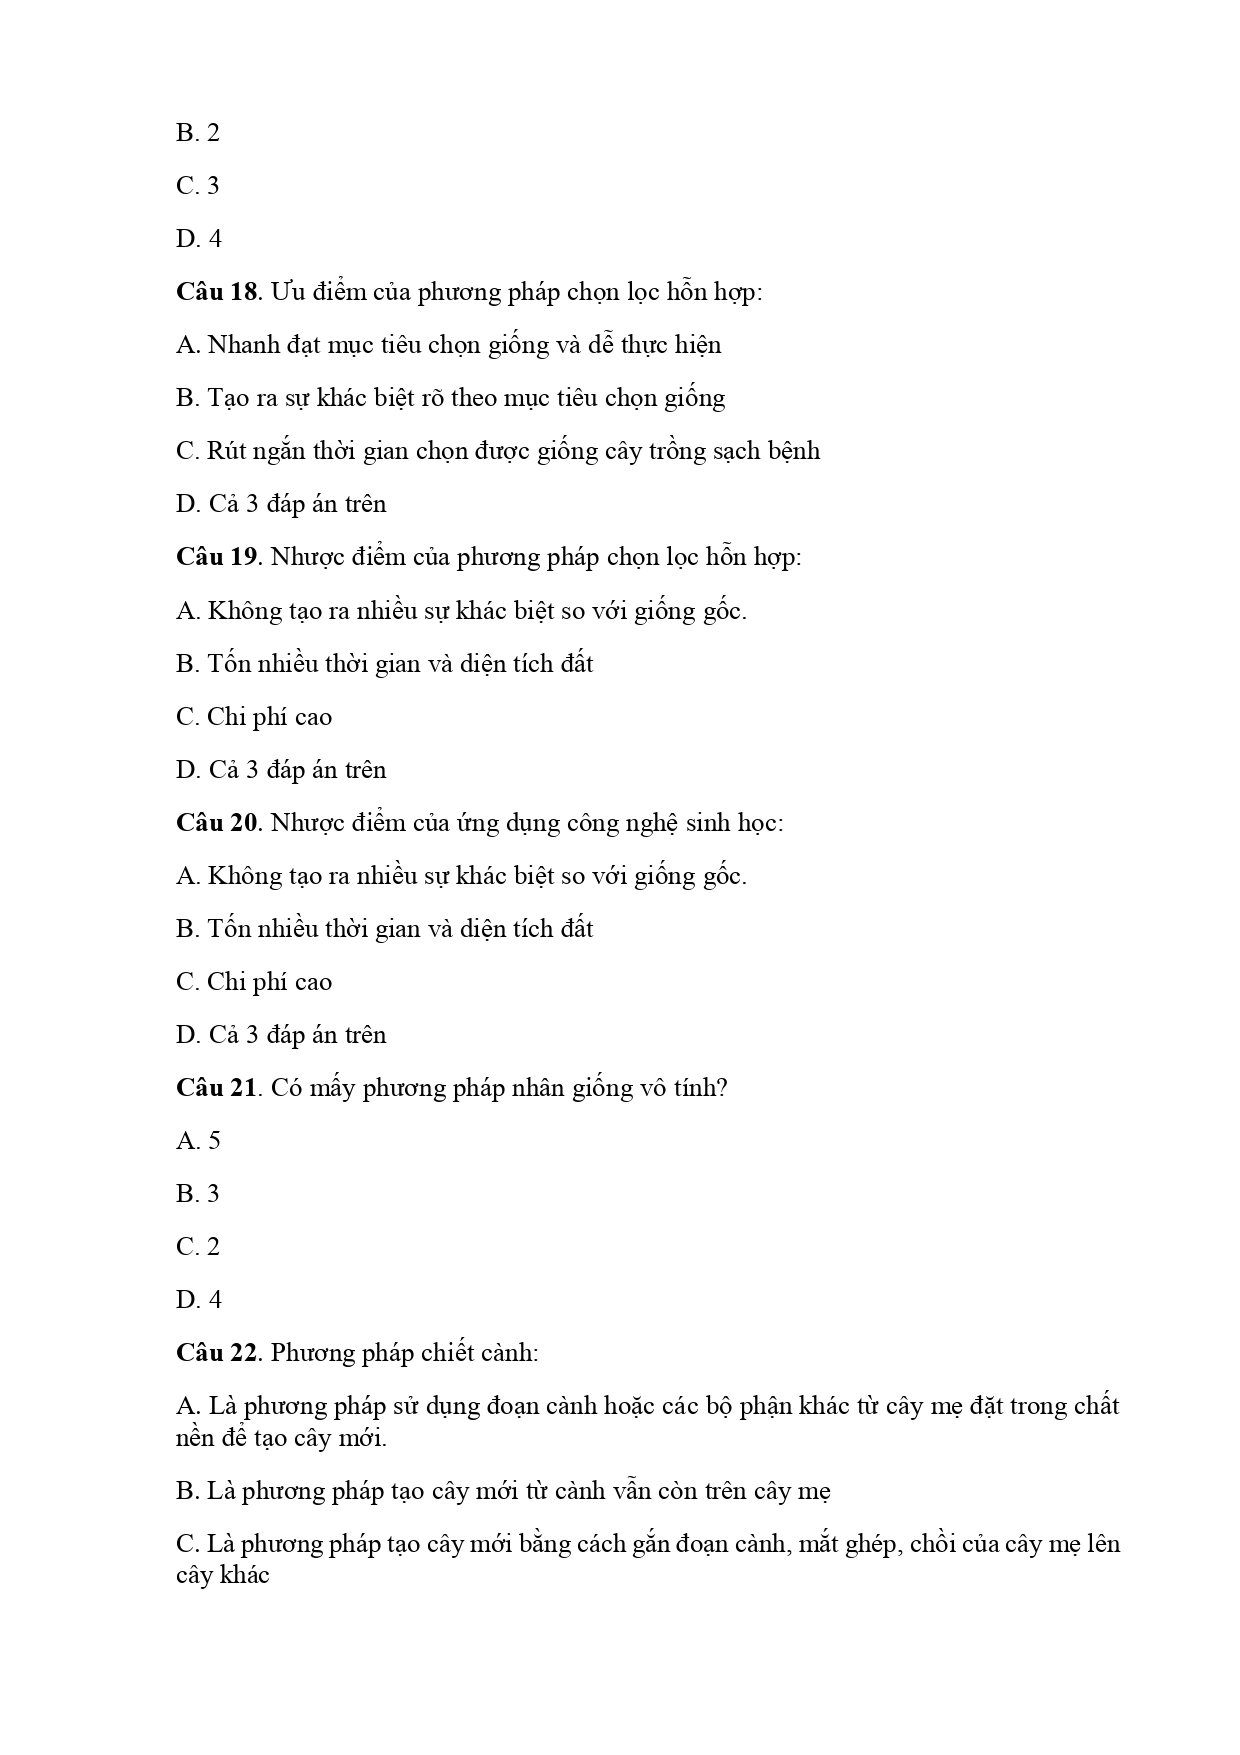 B. 2
C. 3
D. 4
Câu 18. Ưu điểm của phương pháp chọn lọc hỗn hợp:
A. Nhanh đạt mục tiêu chọn giống và dễ thực hiện
B. Tạo ra sự khác biệt rõ theo mục tiêu chọn giống
C. Rút ngắn thời gian chọn được giống cây trồng sạch bệnh
D. Cả 3 đáp án trên
Câu 19. Nhược điểm của phương pháp chọn lọc hỗn hợp:
A. Không tạo ra nhiều sự khác biệt so với giống gốc.
B. Tốn nhiều thời gian và diện tích đất
C. Chi phí cao
D. Cả 3 đáp án trên
Câu 20. Nhược điểm của ứng dụng công nghệ sinh học:
A. Không tạo ra nhiều sự khác biệt so với giống gốc.
B. Tốn nhiều thời gian và diện tích đất
C. Chi phí cao
D. Cả 3 đáp án trên
Câu 21. Có mấy phương pháp nhân giống vô tính?
A. 5
B. 3
C. 2
D. 4
Câu 22. Phương pháp chiết cành:
A. Là phương pháp sử dụng đoạn cành hoặc các bộ phận khác từ cây mẹ đặt trong chất
nền để tạo cây mới.
B. Là phương pháp tạo cây mới từ cành vẫn còn trên cây mẹ
C. Là phương pháp tạo cây mới bằng cách gắn đoạn cành, mắt ghép, chồi của cây mẹ lên
cây khác